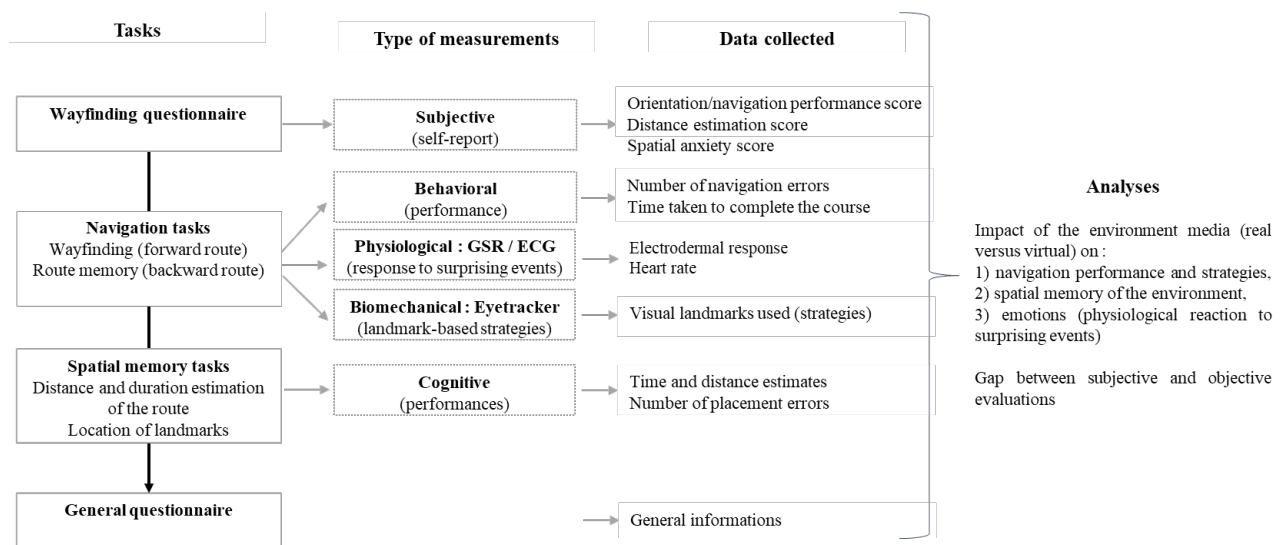 Tasks
Type of measurements
Data collected
Wayfinding questionnaire
Subjective
(self-report)
Orientation/navigation performance score
Distance estimation score
Spatial anxiety score
Navigation tasks
Wayfinding (forward route)
Route memory (backward route)
Behavioral
(performance)
Number of navigation errors
Time taken to complete the course
Physiological : GSR / ECG
(response to surprising events)
Electrodermal response
Heart rate
Biomechanical : Eyetracker
(landmark-based strategies)
Visual landmarks used (strategies)
Spatial memory tasks
Distance and duration estimation
of the route
Location of landmarks
Cognitive
(performances)
Time and distance estimates
Number of placement errors
General questionnaire
General informations
Analyses
Impact of the environment media (real
versus virtual) on :
1) navigation performance and strategies,
2) spatial memory of the environment,
3) emotions (physiological reaction to
surprising events)
Gap between subjective and objective
evaluations